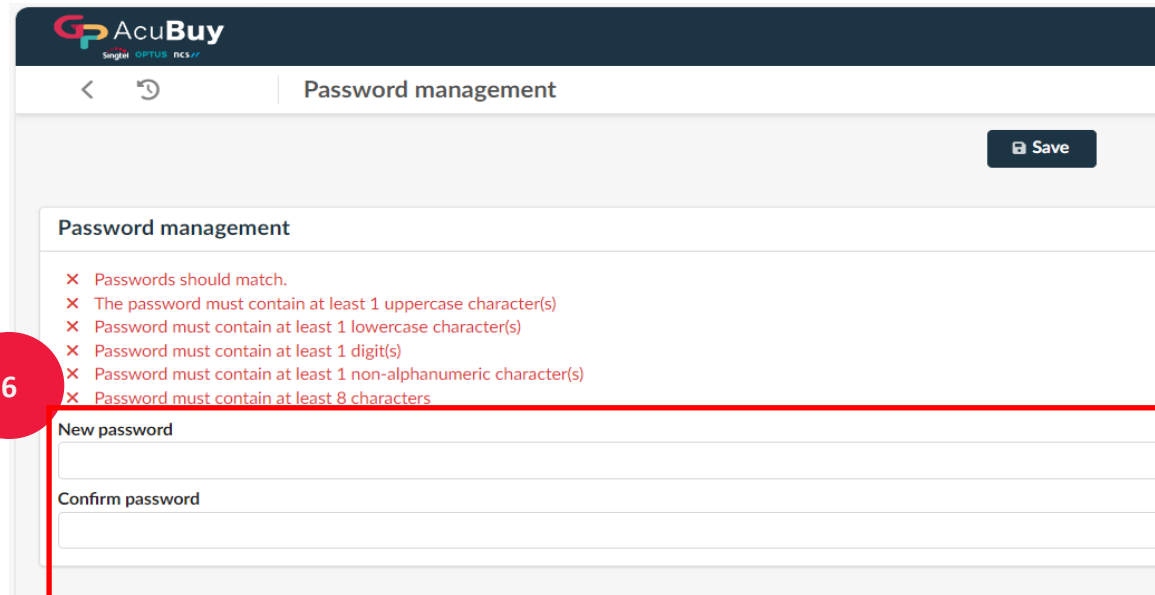 GP AcuBuy
Singtel OPTUS ncs//
Password management
Save
Password management
× Passwords should match.
× The password must contain at least 1 uppercase character(s)
× Password must contain at least 1 lowercase character(s)
× Password must contain at least 1 digit(s)
× Password must contain at least 1 non-alphanumeric character(s)
× Password must contain at least 8 characters
6
New password
Confirm password